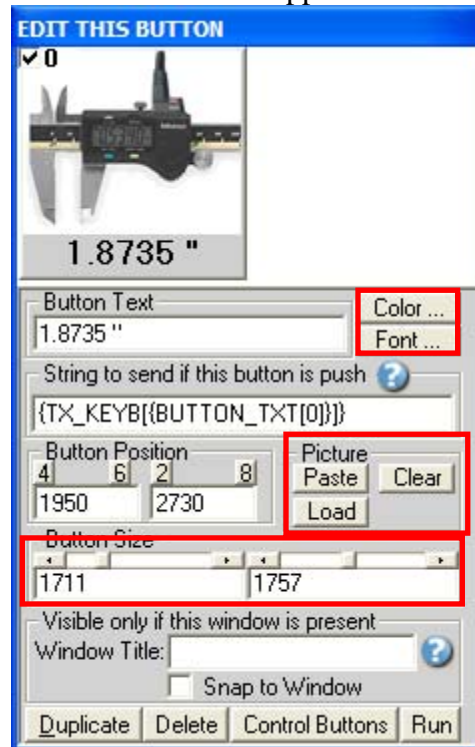 EDIT THIS BUTTON
0
1.8735 "
Button Text
Color ...
1.8735 "
Font ...
String to send if this button is push ?
{TX_KEYB[{BUTTON_TXT[0]}]}
Button Position
Picture
4 6 2 8
Paste Clear
1950 2730
Load
Button Size
1711 1757
Visible only if this window is present
Window Title: ?
Snap to Window
Duplicate Delete Control Buttons Run